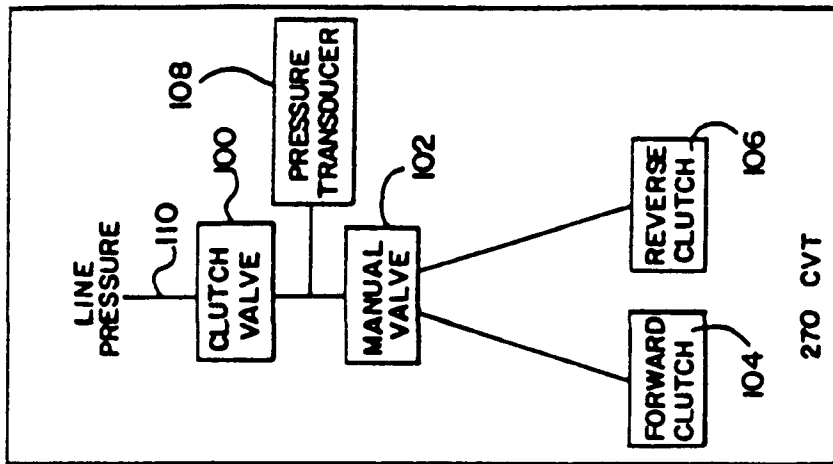 LINE
PRESSURE
110
CLUTCH
VALVE
100
PRESSURE
TRANSDUCER
108
MANUAL
VALVE
102
FORWARD
CLUTCH
104
REVERSE
CLUTCH
106
270 CVT